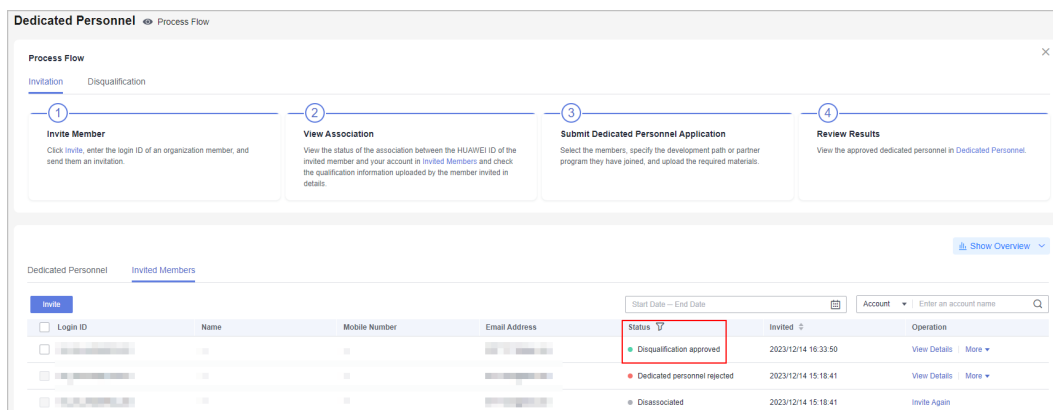 Dedicated Personnel Process Flow
Process Flow
Invitation Disqualification
1
Invite Member
Click Invite, enter the login ID of an organization member, and
send them an invitation.
2
View Association
View the status of the association between the HUAWEI ID of the
invited member and your account in Invited Members and check
the qualification information uploaded by the member invited in
details.
3
Submit Dedicated Personnel Application
Select the members, specify the development path or partner
program they have joined, and upload the required materials.
4
Review Results
View the approved dedicated personnel in Dedicated Personnel.
Show Overview
Dedicated Personnel Invited Members
Invite Start Date -- End Date Account Enter an account name
Login ID Name Mobile Number Email Address Status Invited Operation
Disqualification approved 2023/12/14 16:33:50 View Details More
Dedicated personnel rejected 2023/12/14 15:18:41 View Details More
Disassociated 2023/12/14 15:18:41 Invite Again